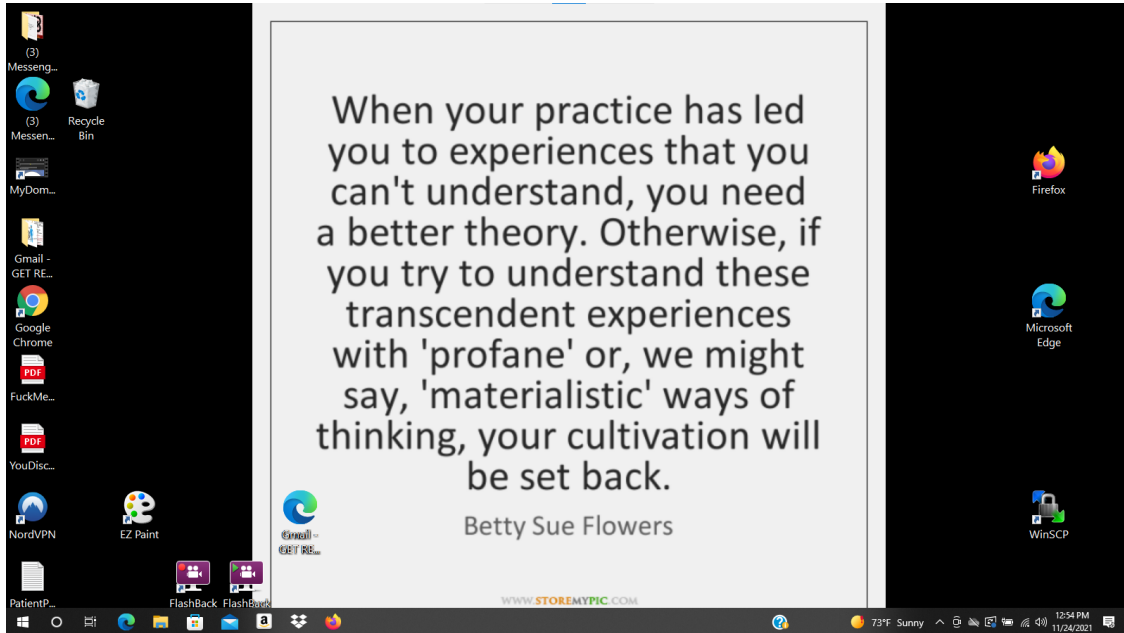 (3)
Messeng...
(3)
Messen...
Recycle
Bin
MyDom...
Gmail -
GET RE...
Google
Chrome
PDF
FuckMe...
PDF
YouDisc...
NordVPN
EZ Paint
PatientP...
FlashBack
FlashBack
When your practice has led
you to experiences that you
can't understand, you need
a better theory. Otherwise, if
you try to understand these
transcendent experiences
with 'profane' or, we might
say, 'materialistic' ways of
thinking, your cultivation will
be set back.
Betty Sue Flowers
Gmail -
GET RE...
WWW.STOREMYPIC.COM
Firefox
Microsoft
Edge
WinSCP
a
73°F Sunny
12:54 PM
11/24/2021